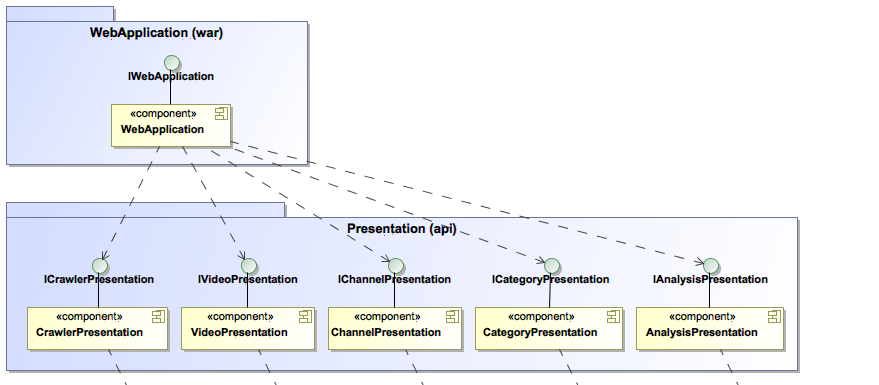 WebApplication (war)
IWebApplication
«component»
WebApplication
Presentation (api)
ICrawlerPresentation
IVideoPresentation
IChannelPresentation
ICategoryPresentation
IAnalysisPresentation
«component»
CrawlerPresentation
«component»
VideoPresentation
«component»
ChannelPresentation
«component»
CategoryPresentation
«component»
AnalysisPresentation